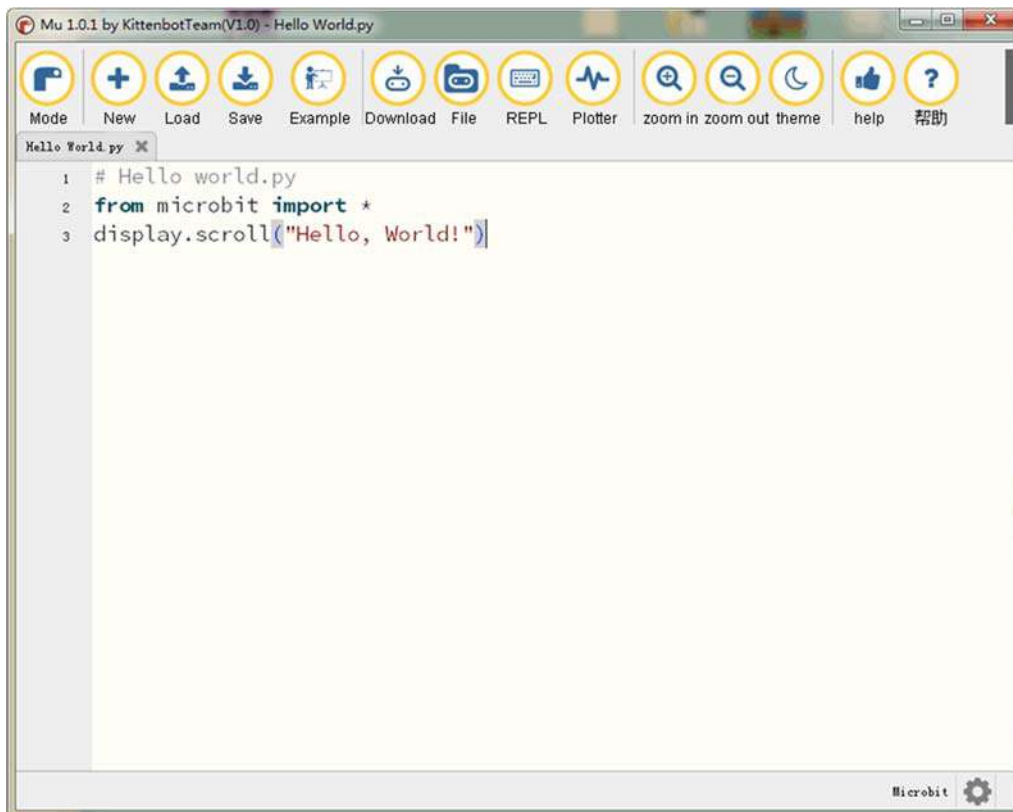 Mu 1.0.1 by KittenbotTeam(V1.0) - Hello World.py
Mode New Load Save Example Download File REPL Plotter zoom in zoom out theme help 帮助
Hello World.py
1 # Hello world.py
2 from microbit import *
3 display.scroll("Hello, World!")
Microbit